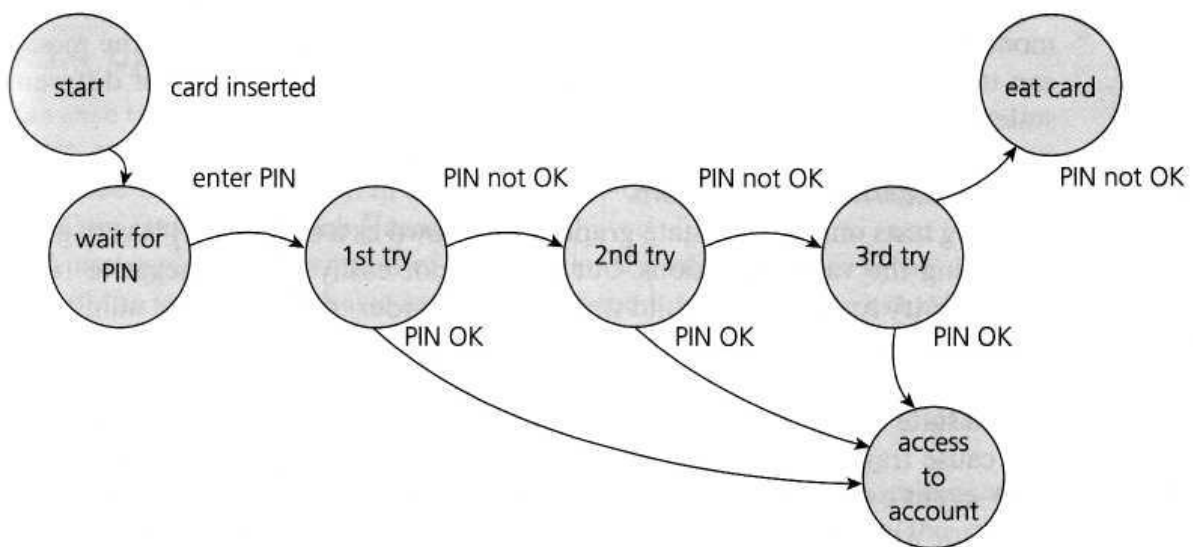 start
card inserted
eat card
enter PIN
PIN not OK
PIN not OK
PIN not OK
wait for
PIN
1st try
2nd try
3rd try
PIN OK
PIN OK
PIN OK
access
to
account